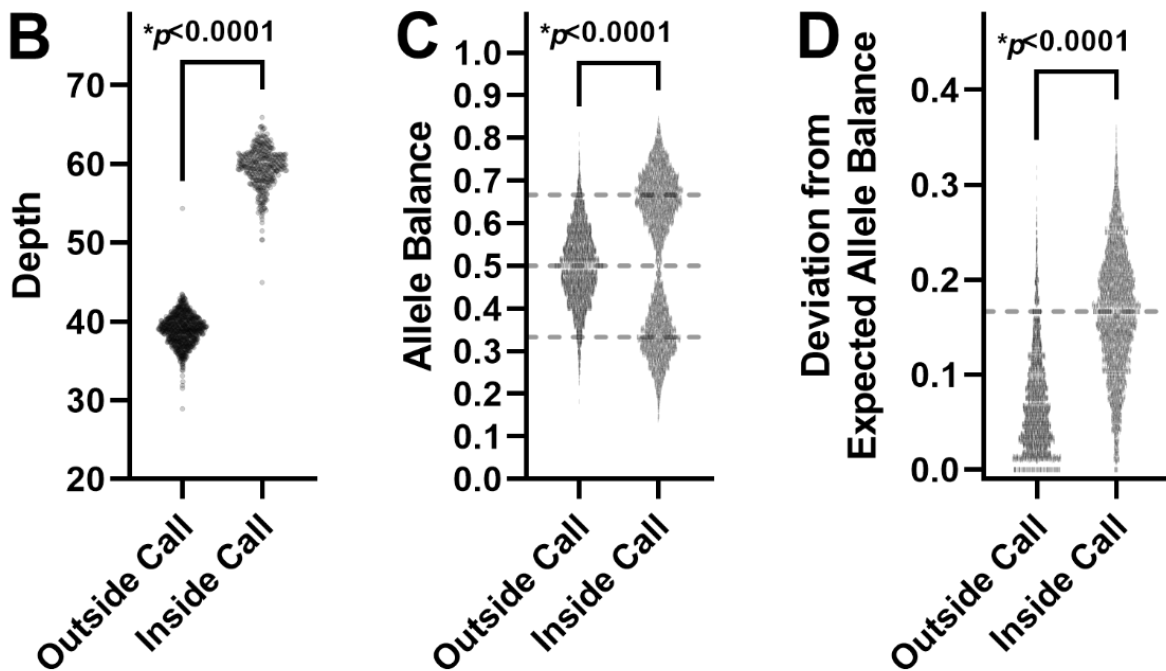 B
*p<0.0001
Depth
70
60
50
40
30
20
Outside Call
Inside Call
C
*p<0.0001
Allele Balance
1.0
0.9
0.8
0.7
0.6
0.5
0.4
0.3
0.2
0.1
0.0
Outside Call
Inside Call
D
*p<0.0001
Deviation from
Expected Allele Balance
0.4
0.3
0.2
0.1
0.0
Outside Call
Inside Call